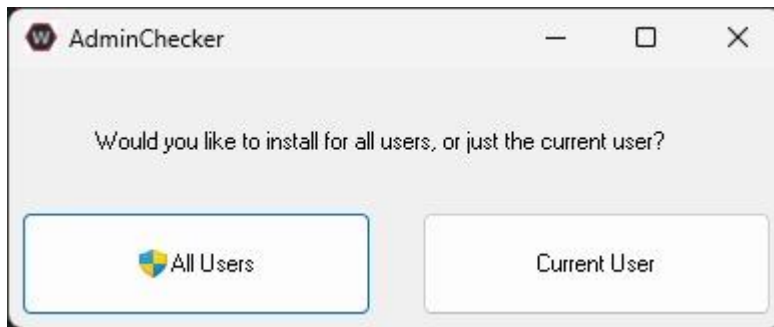 W AdminChecker
Would you like to install for all users, or just the current user?
All Users
Current User